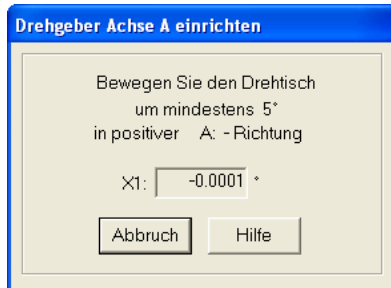 Drehgeber Achse A einrichten
Bewegen Sie den Drehtisch
um mindestens 5°
in positiver A: - Richtung
X1: -0.0001 °
Abbruch Hilfe